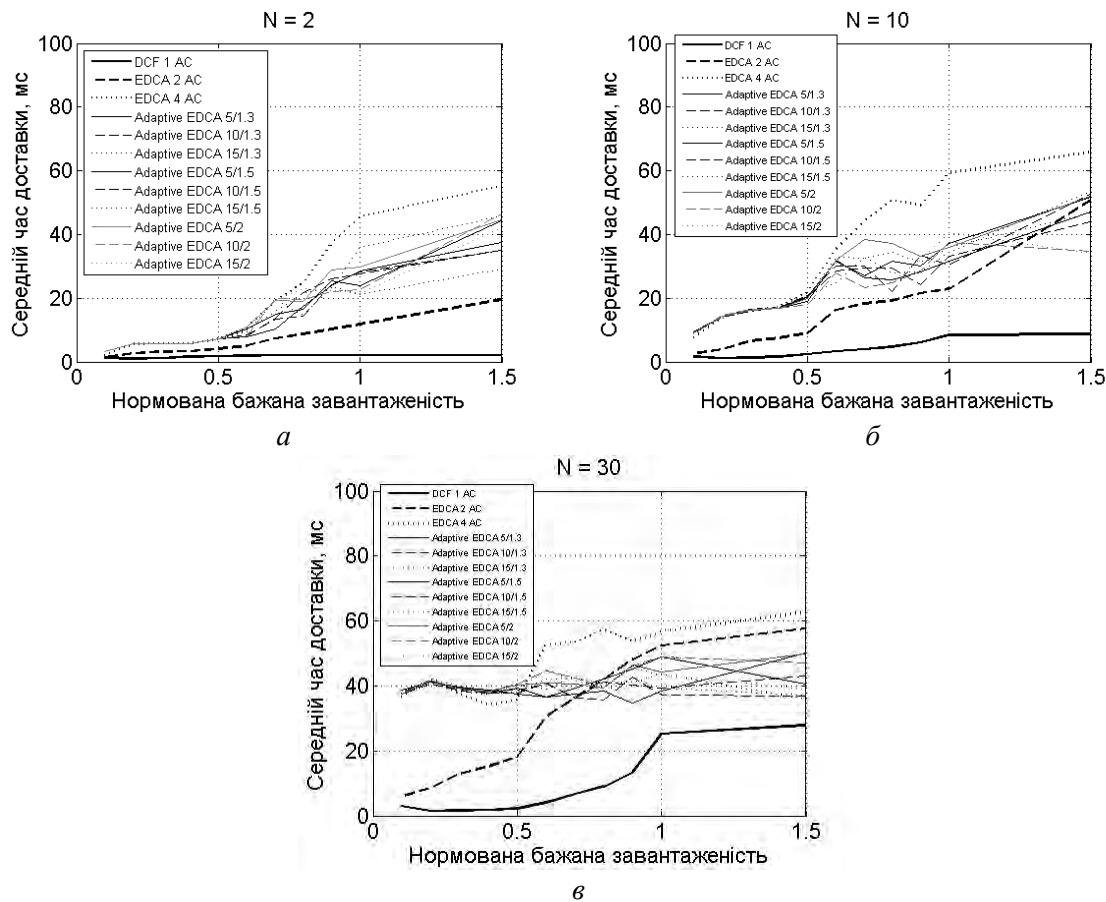 N = 2
Середній час доставки, мс
100
80
60
40
20
0
DCF 1 AC
EDCA 2 AC
EDCA 4 AC
Adaptive EDCA 5/1.3
Adaptive EDCA 10/1.3
Adaptive EDCA 15/1.3
Adaptive EDCA 5/1.5
Adaptive EDCA 10/1.5
Adaptive EDCA 15/1.5
Adaptive EDCA 5/2
Adaptive EDCA 10/2
Adaptive EDCA 15/2
0 0.5 1 1.5
Нормована бажана завантаженість
а
N = 10
Середній час доставки, мс
100
80
60
40
20
0
DCF 1 AC
EDCA 2 AC
EDCA 4 AC
Adaptive EDCA 5/1.3
Adaptive EDCA 10/1.3
Adaptive EDCA 15/1.3
Adaptive EDCA 5/1.5
Adaptive EDCA 10/1.5
Adaptive EDCA 15/1.5
Adaptive EDCA 5/2
Adaptive EDCA 10/2
Adaptive EDCA 15/2
0 0.5 1 1.5
Нормована бажана завантаженість
б
N = 30
Середній час доставки, мс
100
80
60
40
20
0
DCF 1 AC
EDCA 2 AC
EDCA 4 AC
Adaptive EDCA 5/1.3
Adaptive EDCA 10/1.3
Adaptive EDCA 15/1.3
Adaptive EDCA 5/1.5
Adaptive EDCA 10/1.5
Adaptive EDCA 15/1.5
Adaptive EDCA 5/2
Adaptive EDCA 10/2
Adaptive EDCA 15/2
0 0.5 1 1.5
Нормована бажана завантаженість
в